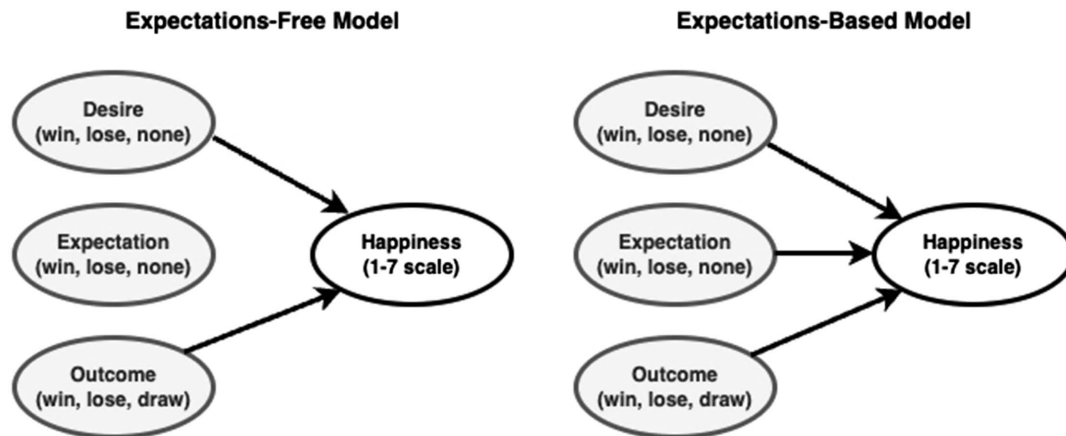 Expectations-Free Model
Desire
(win, lose, none)
Expectation
(win, lose, none)
Outcome
(win, lose, draw)
Happiness
(1-7 scale)
Expectations-Based Model
Desire
(win, lose, none)
Expectation
(win, lose, none)
Outcome
(win, lose, draw)
Happiness
(1-7 scale)